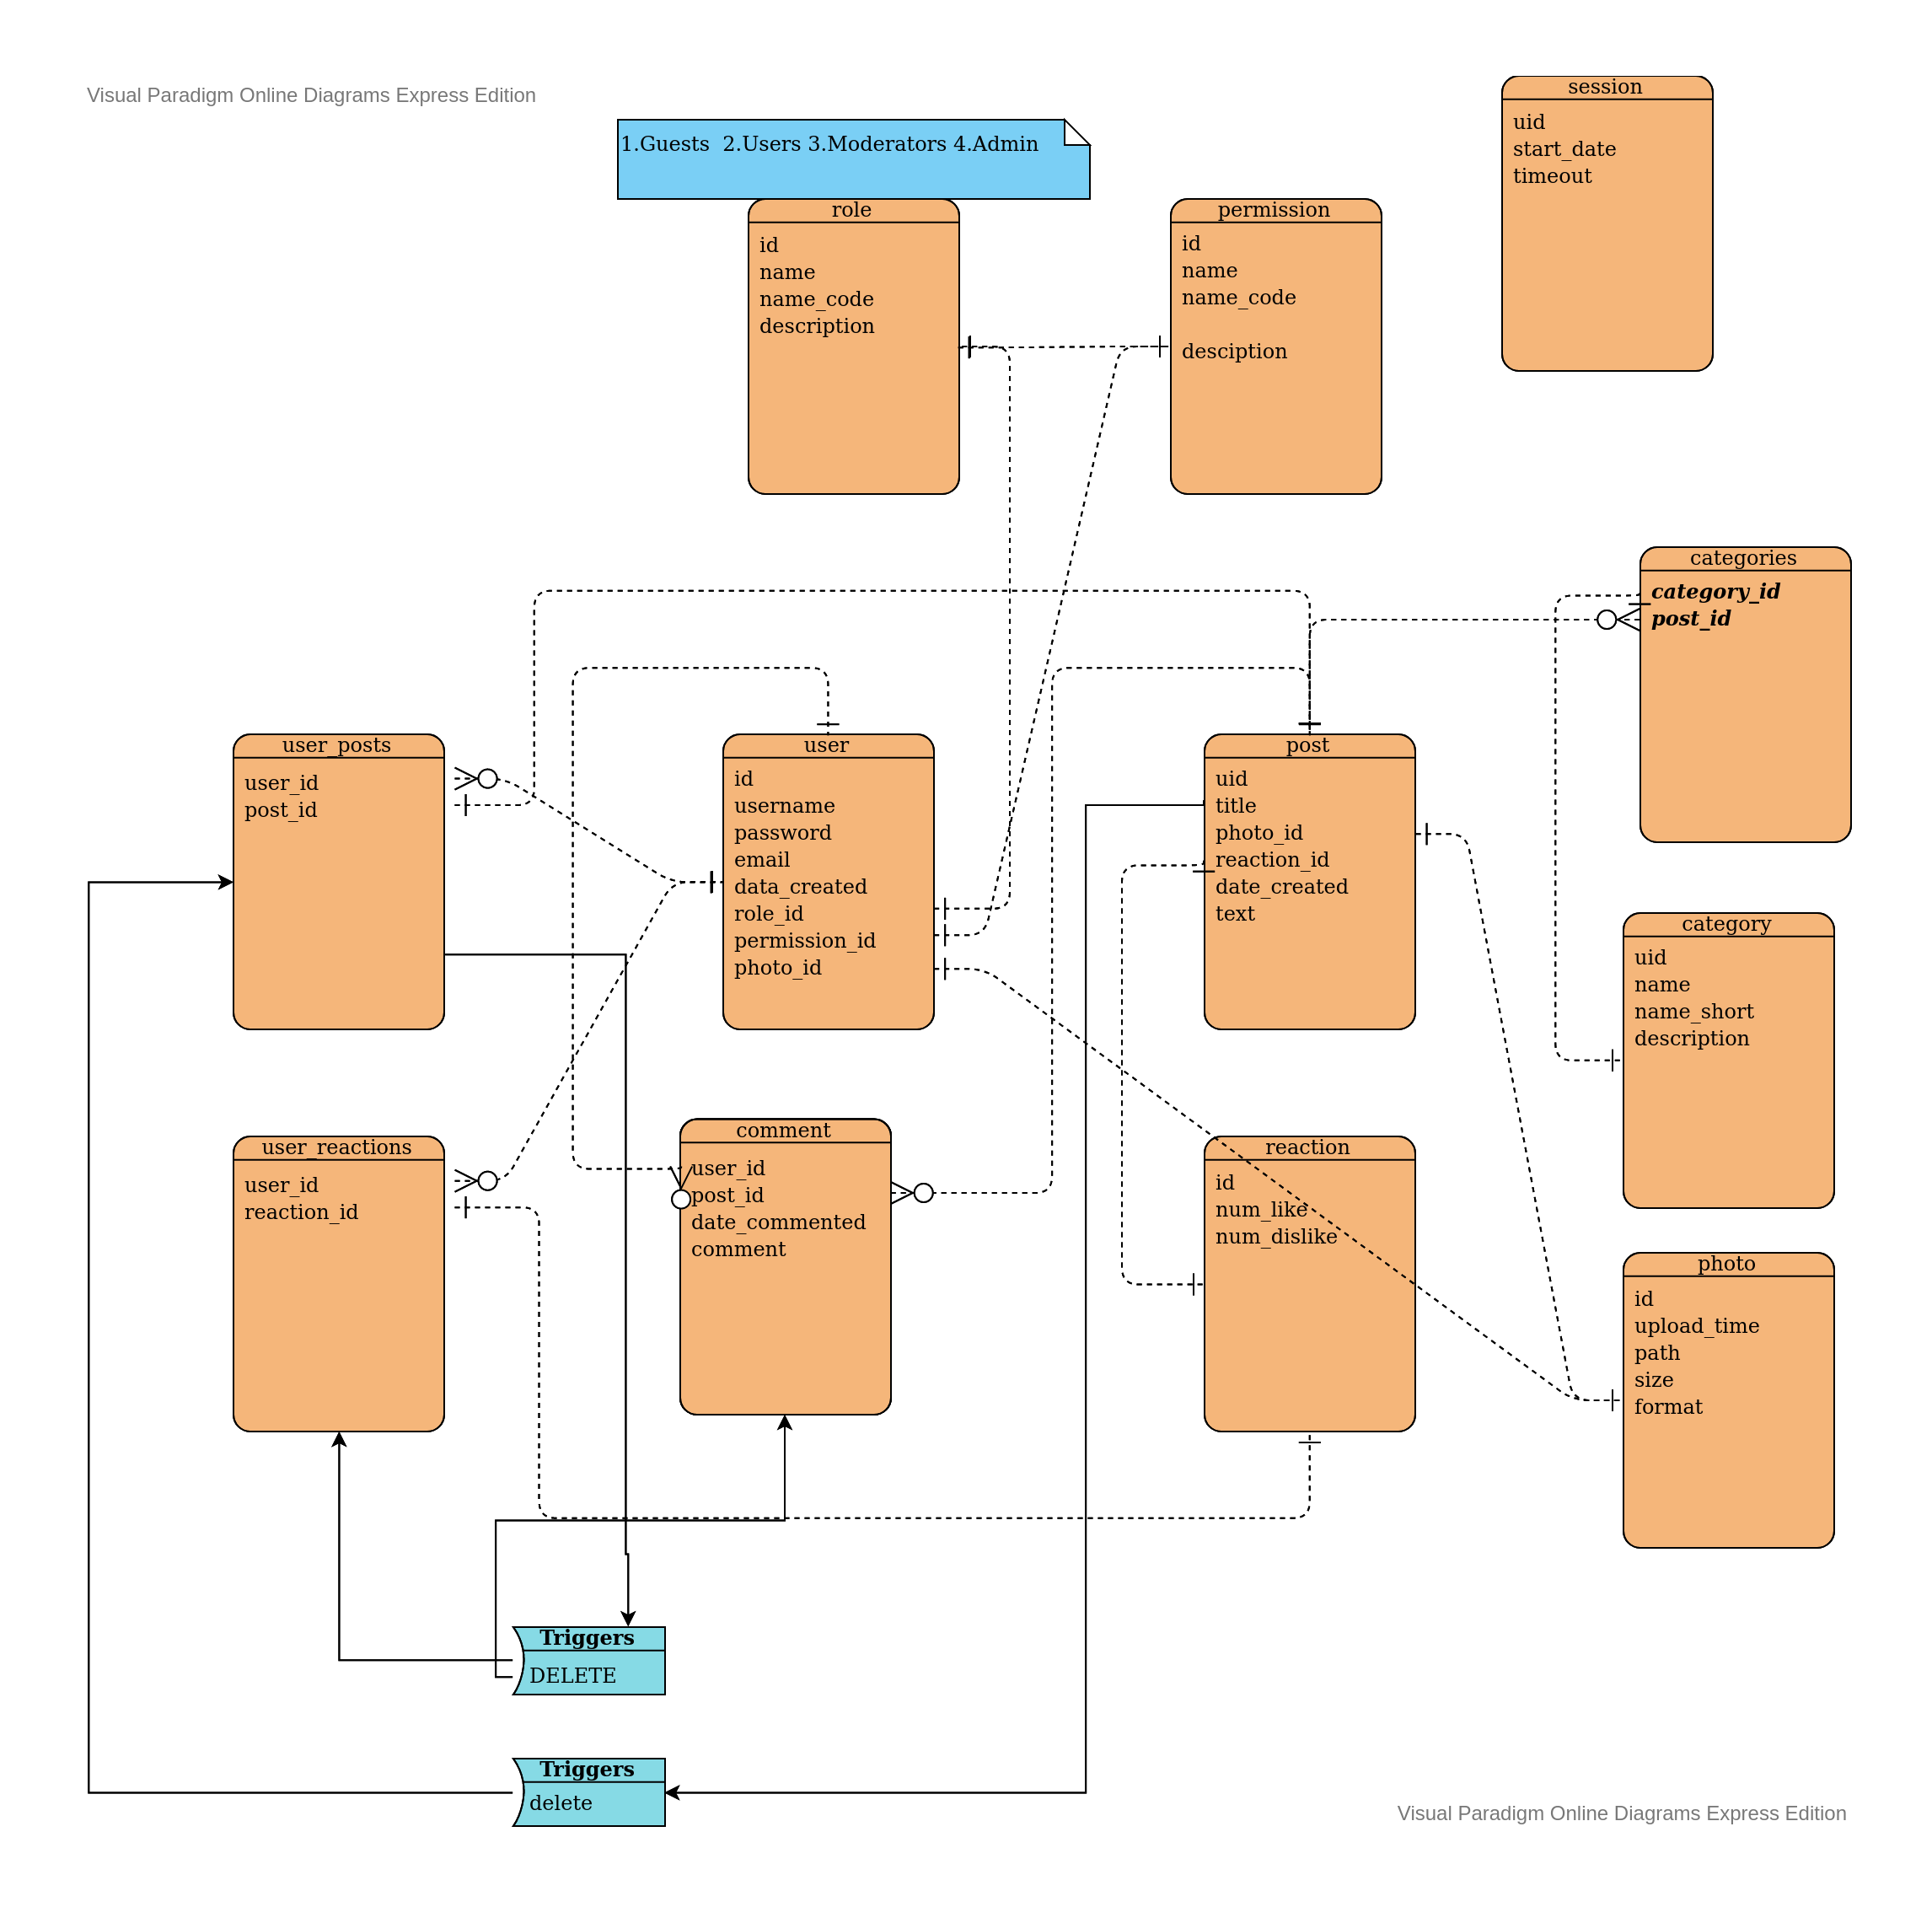 Visual Paradigm Online Diagrams Express Edition
session
uid
start_date
timeout
1.Guests  2.Users 3.Moderators 4.Admin
role
id
name
name_code
description
permission
id
name
name_code
desciption
categories
category_id
post_id
user_posts
user_id
post_id
user
id
username
password
email
data_created
role_id
permission_id
photo_id
post
uid
title
photo_id
reaction_id
date_created
text
category
uid
name
name_short
description
user_reactions
user_id
reaction_id
comment
user_id
post_id
date_commented
comment
reaction
id
num_like
num_dislike
photo
id
upload_time
path
size
format
Triggers
DELETE
Triggers
delete
Visual Paradigm Online Diagrams Express Edition